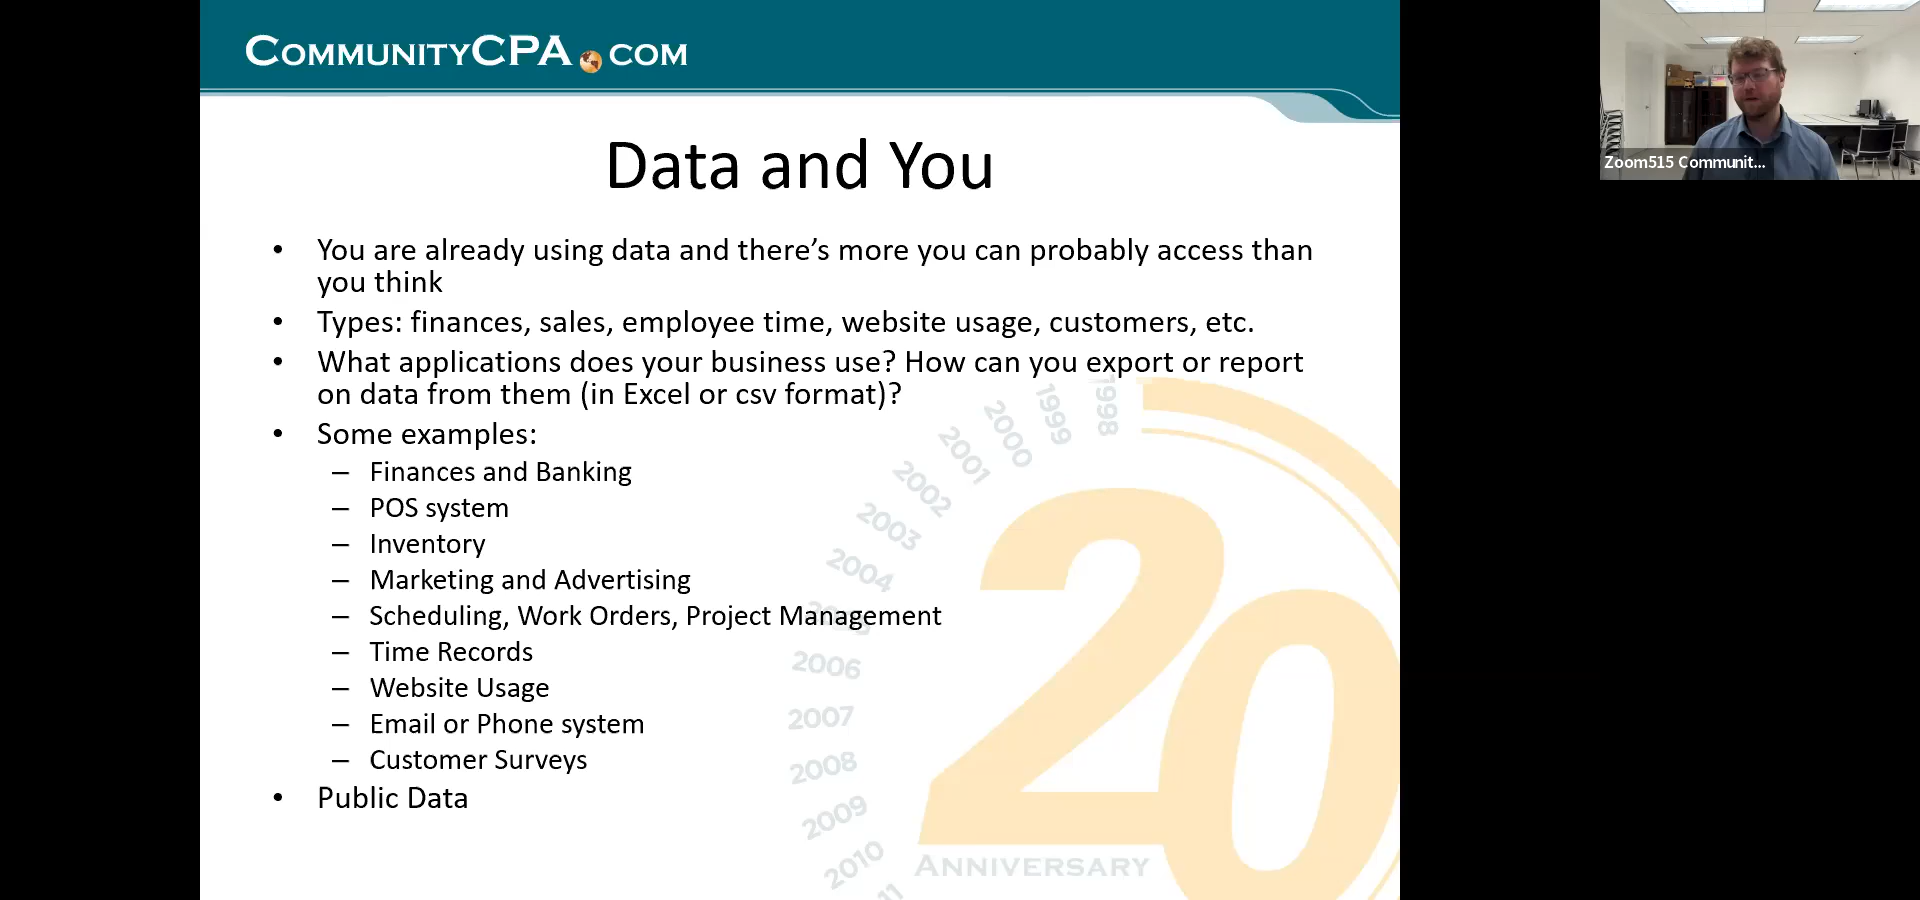 COMMUNITYCPA.COM
Zoom515 Communit...
Data and You
• You are already using data and there’s more you can probably access than
you think
• Types: finances, sales, employee time, website usage, customers, etc.
• What applications does your business use? How can you export or report
on data from them (in Excel or csv format)?
• Some examples:
– Finances and Banking
– POS system
– Inventory
– Marketing and Advertising
– Scheduling, Work Orders, Project Management
– Time Records
– Website Usage
– Email or Phone system
– Customer Surveys
• Public Data
1998
1999
2000
2001
2002
2003
2004
2005
2006
2007
2008
2009
2010
11
20
ANNIVERSARY